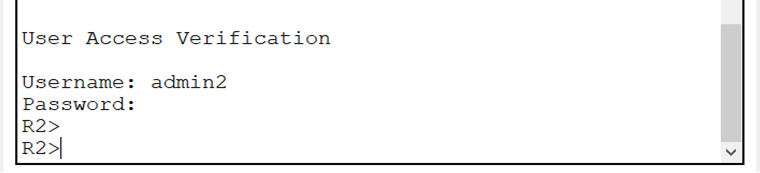 User Access Verification
Username: admin2
Password:
R2>
R2>